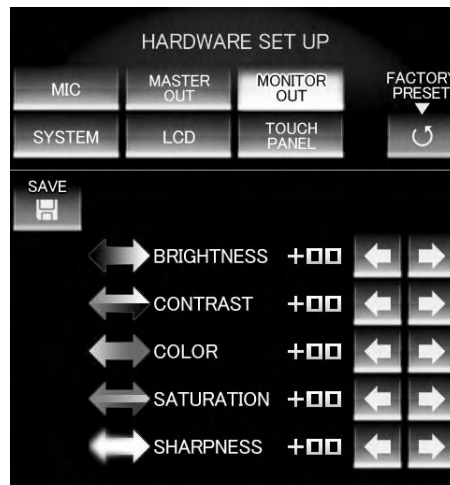 HARDWARE SET UP
MIC
MASTER OUT
MONITOR OUT
FACTORY PRESET
SYSTEM
LCD
TOUCH PANEL
SAVE
BRIGHTNESS +00
CONTRAST +00
COLOR +00
SATURATION +00
SHARPNESS +00